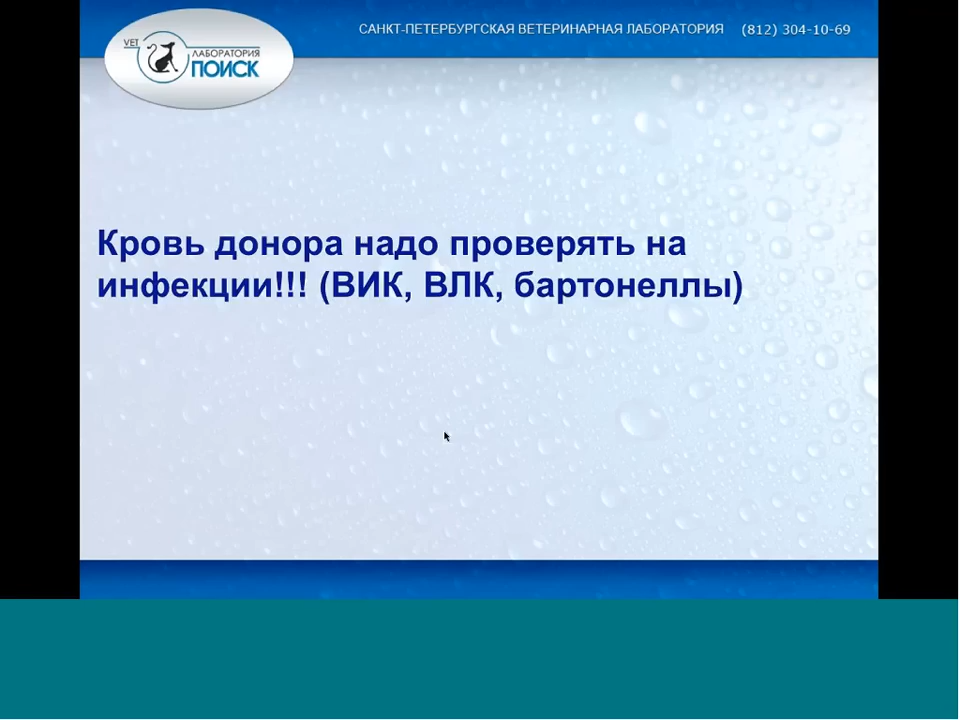 САНКТ-ПЕТЕРБУРГСКАЯ ВЕТЕРИНАРНАЯ ЛАБОРАТОРИЯ (812) 304-10-69
VET ЛАБОРАТОРИЯ
ПОИСК
Кровь донора надо проверять на
инфекции!!! (ВИК, ВЛК, бартонеллы)